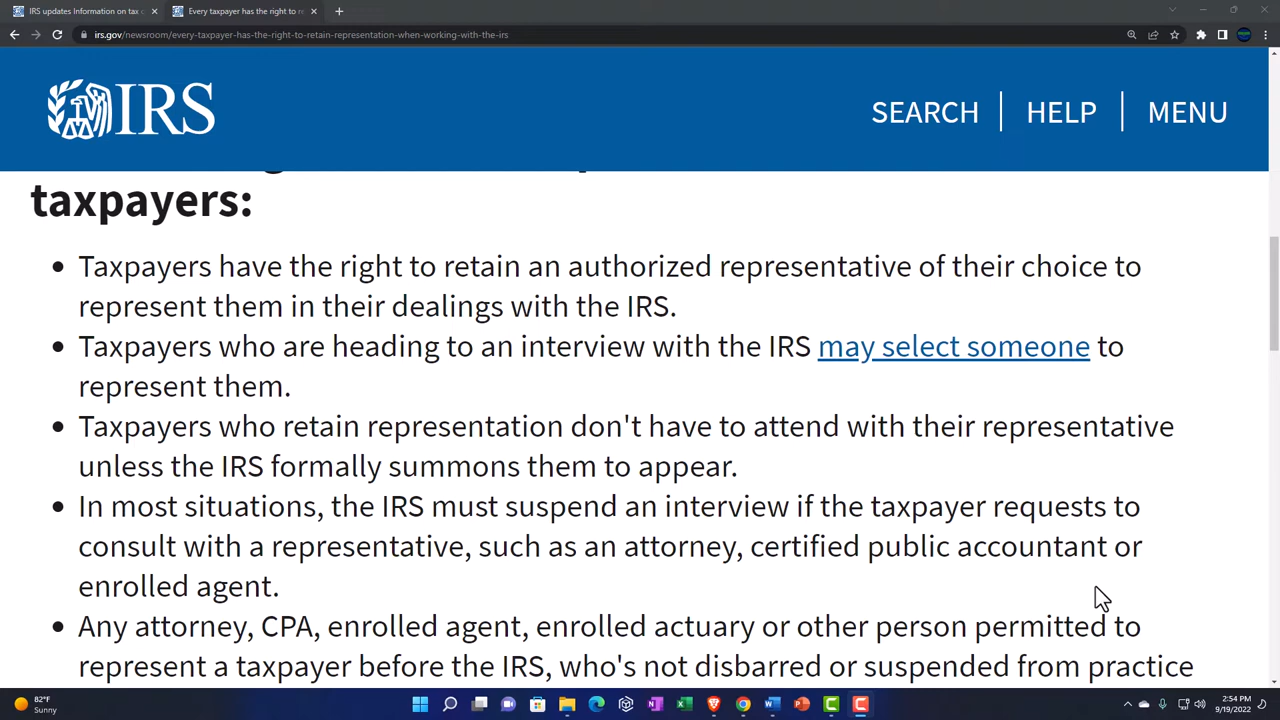 IRS updates Information on tax
Every taxpayer has the right to re
irs.gov/newsroom/every-taxpayer-has-the-right-to-retain-representation-when-working-with-the-irs
IRS
SEARCH
HELP
MENU
taxpayers:
• Taxpayers have the right to retain an authorized representative of their choice to
represent them in their dealings with the IRS.
• Taxpayers who are heading to an interview with the IRS may select someone to
represent them.
• Taxpayers who retain representation don't have to attend with their representative
unless the IRS formally summons them to appear.
• In most situations, the IRS must suspend an interview if the taxpayer requests to
consult with a representative, such as an attorney, certified public accountant or
enrolled agent.
• Any attorney, CPA, enrolled agent, enrolled actuary or other person permitted to
represent a taxpayer before the IRS, who's not disbarred or suspended from practice
82°F
Sunny
2:54 PM
9/19/2022